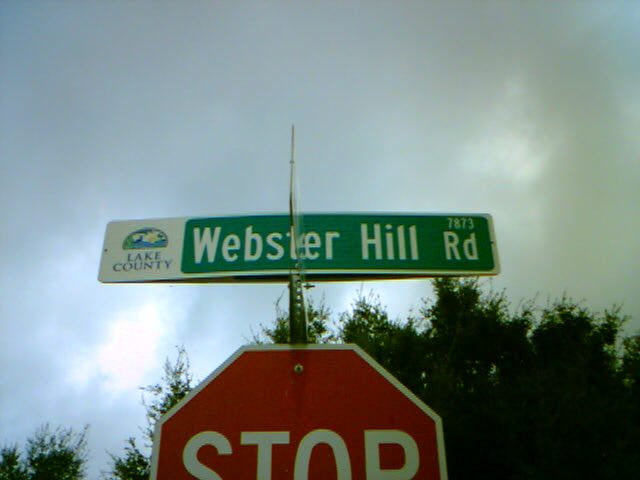 7873
Webster Hill Rd
LAKE
COUNTY
STOP